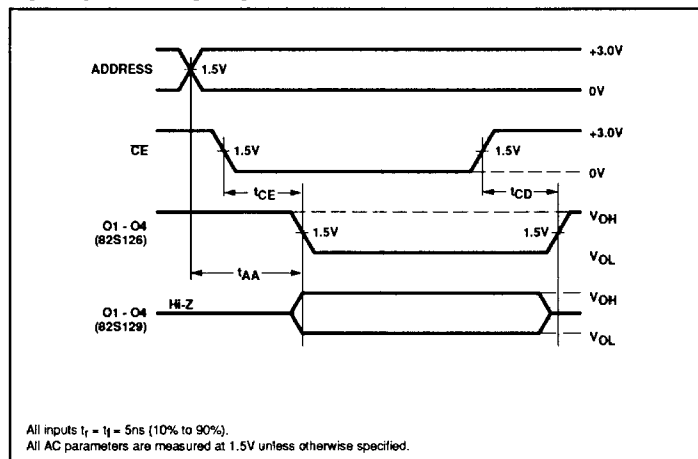 ADDRESS
1.5V
+3.0V
0V
CE
1.5V
1.5V
+3.0V
0V
tCE
tCD
O1 - O4
(82S126)
1.5V
1.5V
VOH
VOL
tAA
Hi-Z
O1 - O4
(82S129)
VOH
VOL
All inputs tr = tf = 5ns (10% to 90%).
All AC parameters are measured at 1.5V unless otherwise specified.